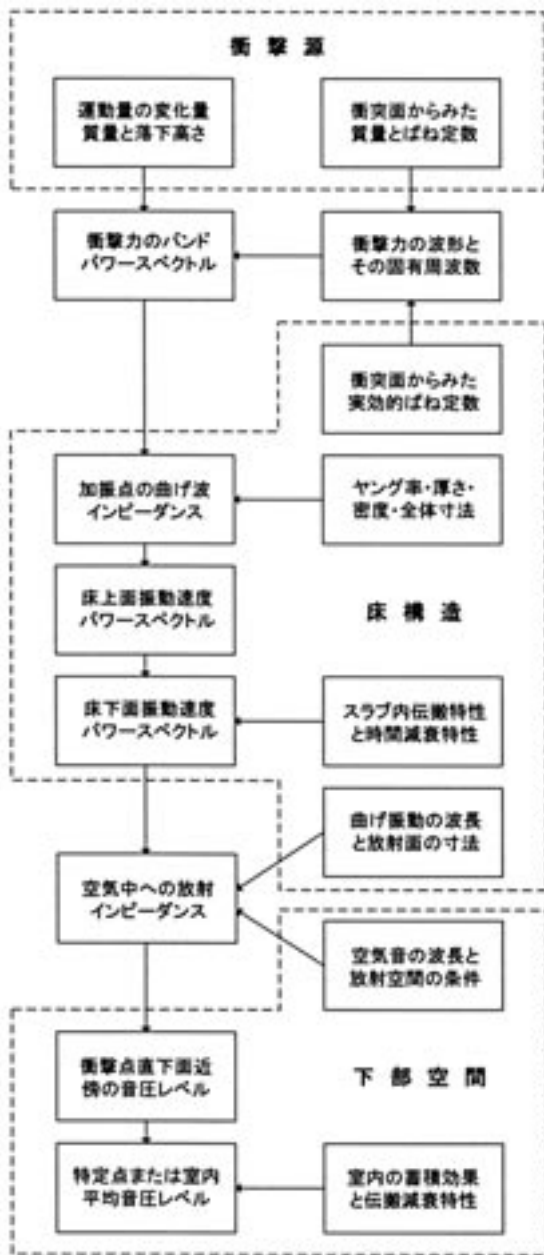 衝撃源
運動量の変化量
質量と落下高さ
衝突面からみた
質量とばね定数
衝撃力のバンド
パワースペクトル
衝撃力の波形と
その固有周波数
衝突面からみた
実効的ばね定数
加振点の曲げ波
インピーダンス
ヤング率・厚さ・
密度・全体寸法
床上面振動速度
パワースペクトル
床構造
床下面振動速度
パワースペクトル
スラブ内伝搬特性
と時間減衰特性
曲げ振動の波長
と放射面の寸法
空気中への放射
インピーダンス
空気音の波長と
放射空間の条件
衝撃点直下面近
傍の音圧レベル
下部空間
特定点または室内
平均音圧レベル
室内の蓄積効果
と伝搬減衰特性